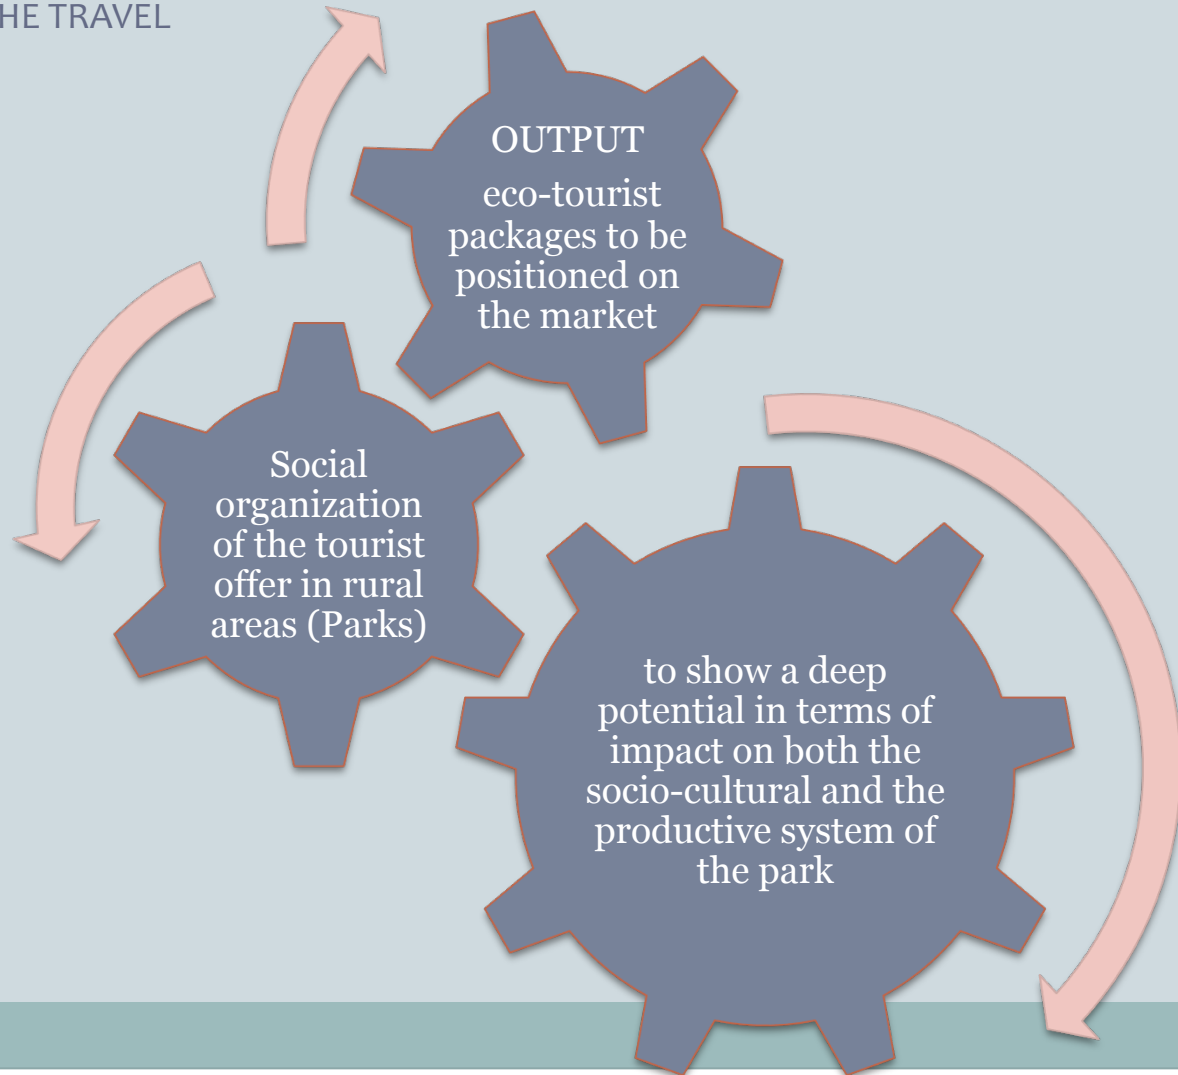 HE TRAVEL
OUTPUT
eco-tourist
packages to be
positioned on
the market
Social
organization
of the tourist
offer in rural
areas (Parks)
to show a deep
potential in terms of
impact on both the
socio-cultural and the
productive system of
the park